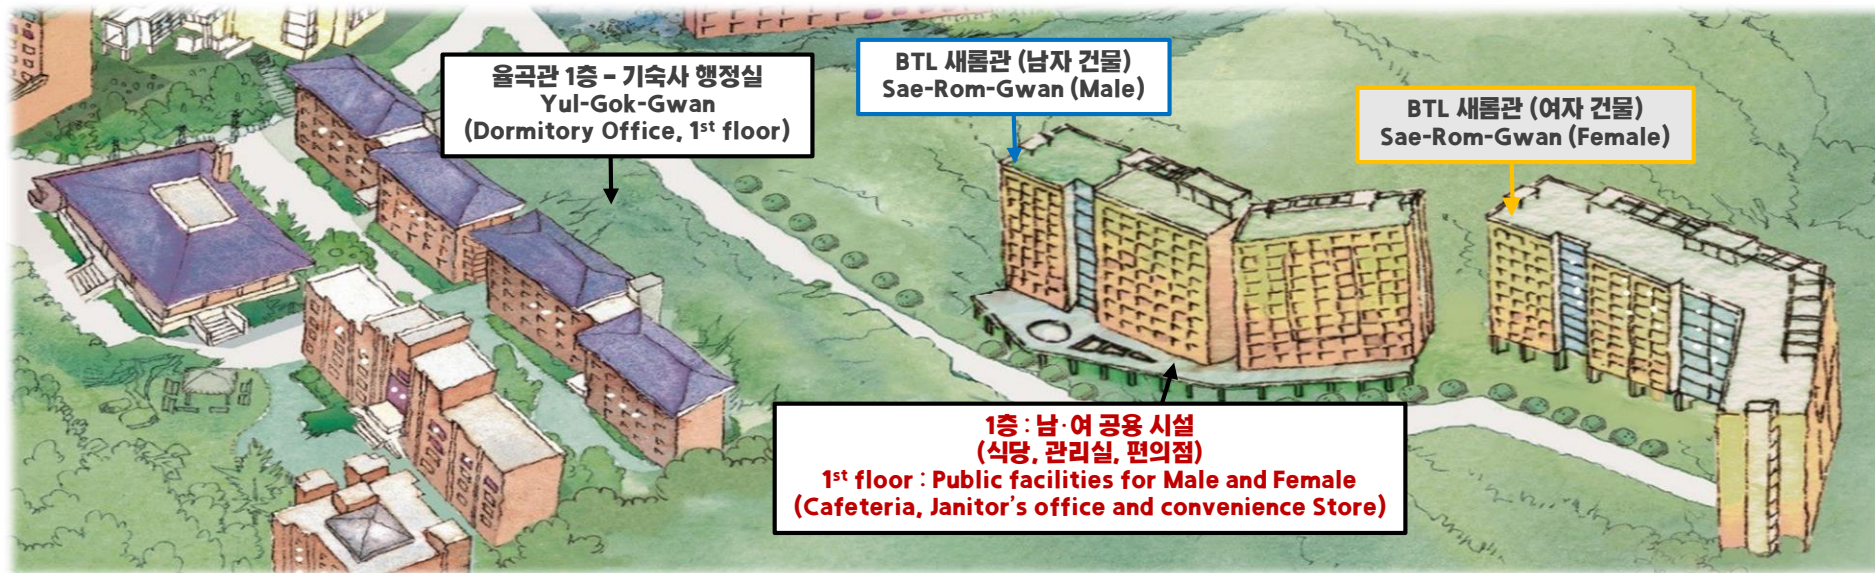 율곡관 1층 – 기숙사 행정실
Yul-Gok-Gwan
(Dormitory Office, 1st floor)
BTL 새롬관 (남자 건물)
Sae-Rom-Gwan (Male)
BTL 새롬관 (여자 건물)
Sae-Rom-Gwan (Female)
1층 : 남·여 공용 시설
(식당, 관리실, 편의점)
1st floor : Public facilities for Male and Female
(Cafeteria, Janitor's office and convenience Store)